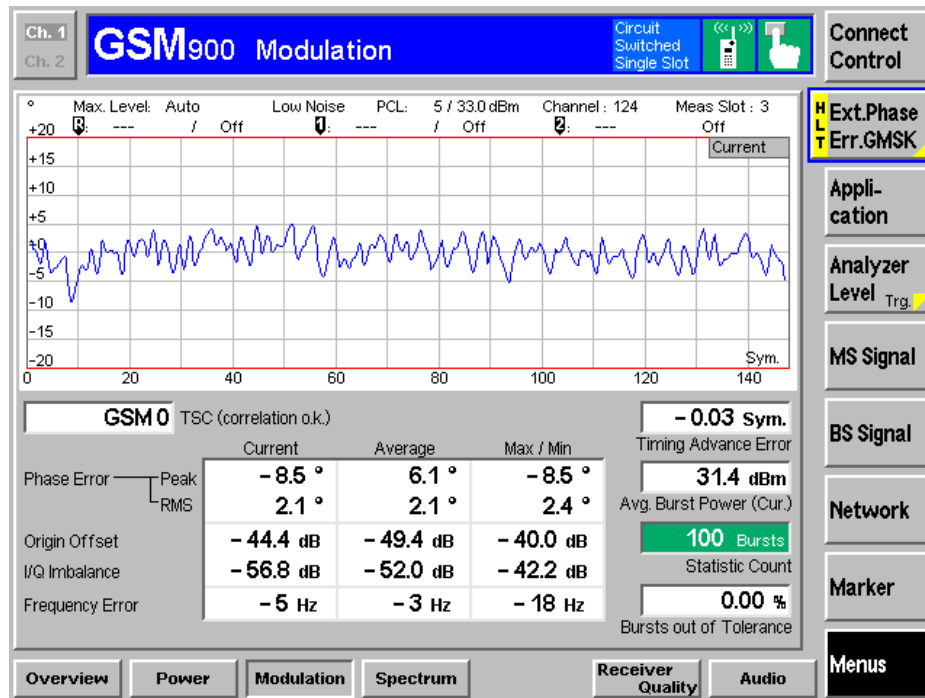 Ch. 1
Ch. 2
GSM900 Modulation
Circuit
Switched
Single Slot
Connect
Control
° Max. Level: Auto Low Noise PCL: 5 / 33.0 dBm Channel : 124 Meas Slot : 3
R: --- / Off 1: --- / Off 2: --- Off
Current
+20
+15
+10
+5
+0
-5
-10
-15
-20
Sym.
0 20 40 60 80 100 120 140
H L T
Ext.Phase
Err.GMSK
Appli-
cation
Analyzer
Level Trg.
MS Signal
BS Signal
Network
Marker
Menus
GSM 0 TSC (correlation o.k.)
Current Average Max / Min
Phase Error Peak – 8.5 ° 6.1 ° – 8.5 °
RMS 2.1 ° 2.1 ° 2.4 °
Origin Offset – 44.4 dB – 49.4 dB – 40.0 dB
I/Q Imbalance – 56.8 dB – 52.0 dB – 42.2 dB
Frequency Error – 5 Hz – 3 Hz – 18 Hz
– 0.03 Sym.
Timing Advance Error
31.4 dBm
Avg. Burst Power (Cur.)
100 Bursts
Statistic Count
0.00 %
Bursts out of Tolerance
Overview Power Modulation Spectrum Receiver Quality Audio